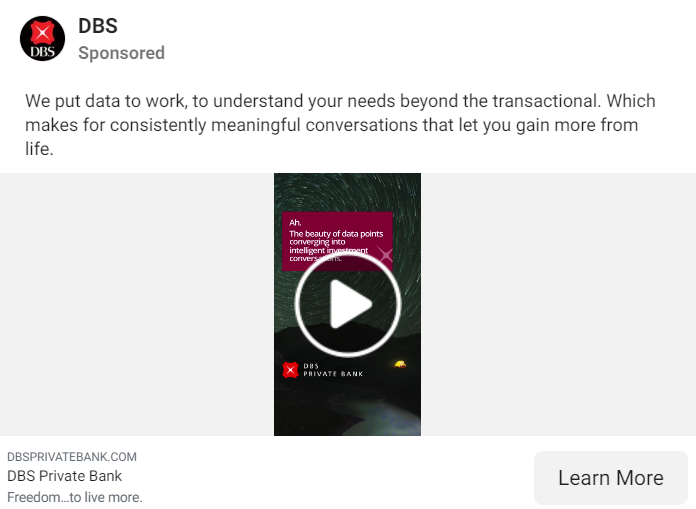 DBS
DBS
Sponsored
We put data to work, to understand your needs beyond the transactional. Which
makes for consistently meaningful conversations that let you gain more from
life.
Ah.
The beauty of data points
converging into
intelligent investment
conversations.
DBS
PRIVATE BANK
DBSPRIVATEBANK.COM
DBS Private Bank
Freedom...to live more.
Learn More